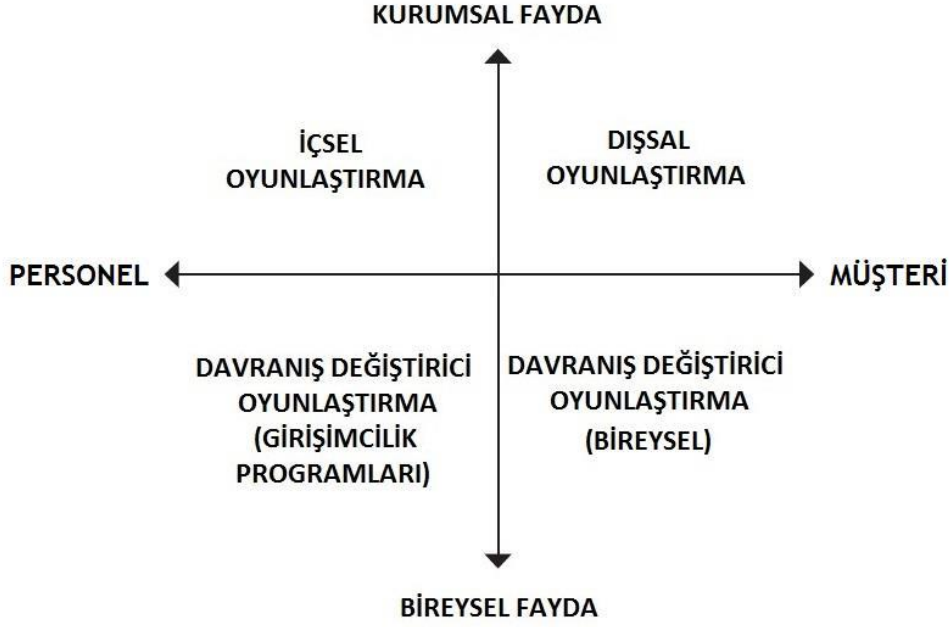 KURUMSAL FAYDA
İÇSEL
OYUNLAŞTIRMA
DIŞSAL
OYUNLAŞTIRMA
PERSONEL
MÜŞTERİ
DAVRANIŞ DEĞİŞTİRİCİ
OYUNLAŞTIRMA
(GİRİŞİMCİLİK
PROGRAMLARI)
DAVRANIŞ DEĞİŞTİRİCİ
OYUNLAŞTIRMA
(BİREYSEL)
BİREYSEL FAYDA